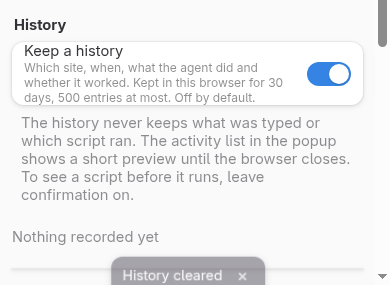 History
Keep a history
Which site, when, what the agent did and
whether it worked. Kept in this browser for 30
days, 500 entries at most. Off by default.
The history never keeps what was typed or
which script ran. The activity list in the popup
shows a short preview until the browser closes.
To see a script before it runs, leave
confirmation on.
Nothing recorded yet
History cleared ×